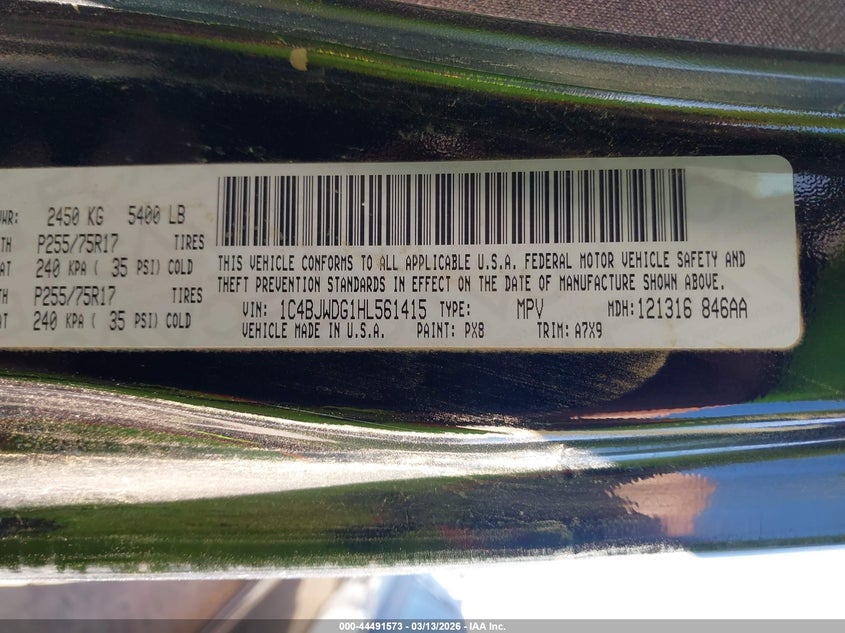 WR: 2450 KG 5400 LB
TH P255/75R17 TIRES
AT 240 KPA ( 35 PSI) COLD
TH P255/75R17 TIRES
AT 240 KPA ( 35 PSI) COLD
THIS VEHICLE CONFORMS TO ALL APPLICABLE U.S.A. FEDERAL MOTOR VEHICLE SAFETY AND
THEFT PREVENTION STANDARDS IN EFFECT ON THE DATE OF MANUFACTURE SHOWN ABOVE.
VIN: 1C4BJWDG1HL561415 TYPE: MPV MDH: 121316 846AA
VEHICLE MADE IN U.S.A. PAINT: PX8 TRIM: A7X9
000-44491573 - 03/13/2026 - IAA Inc.